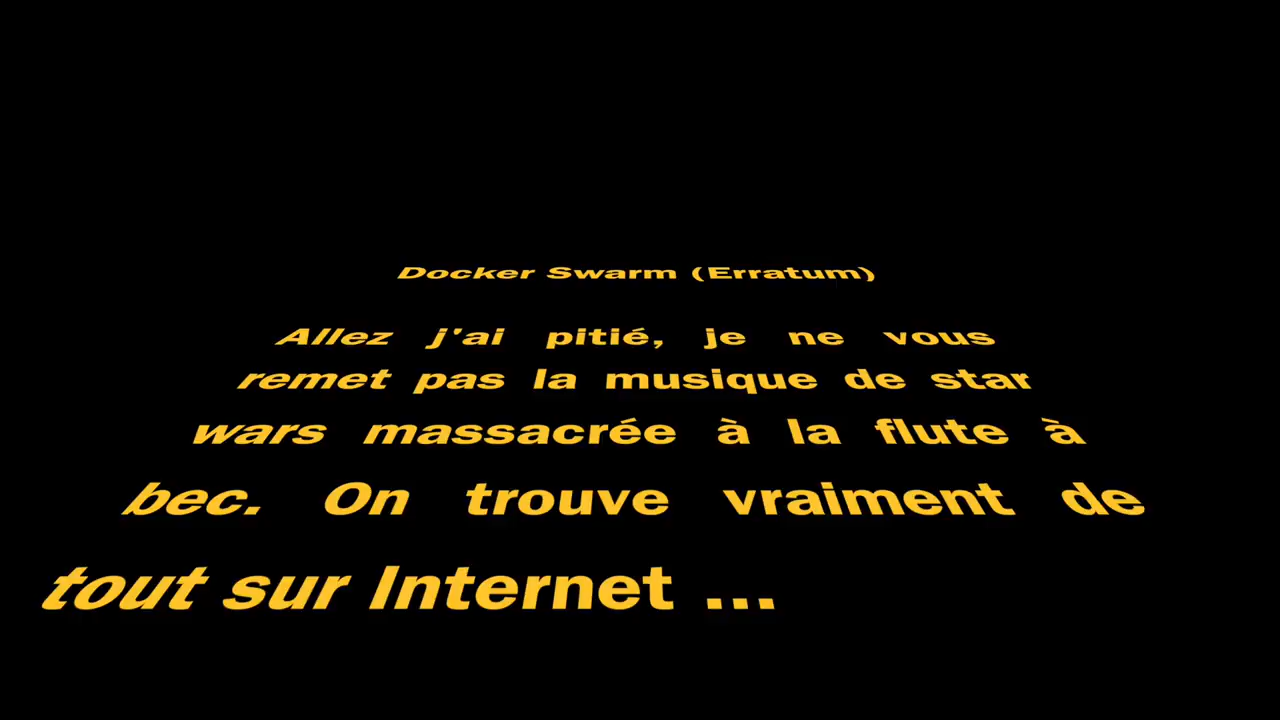 Docker Swarm (Erratum)
Allez j'ai pitié, je ne vous
remet pas la musique de star
wars massacrée à la flute à
bec. On trouve vraiment de
tout sur Internet ...